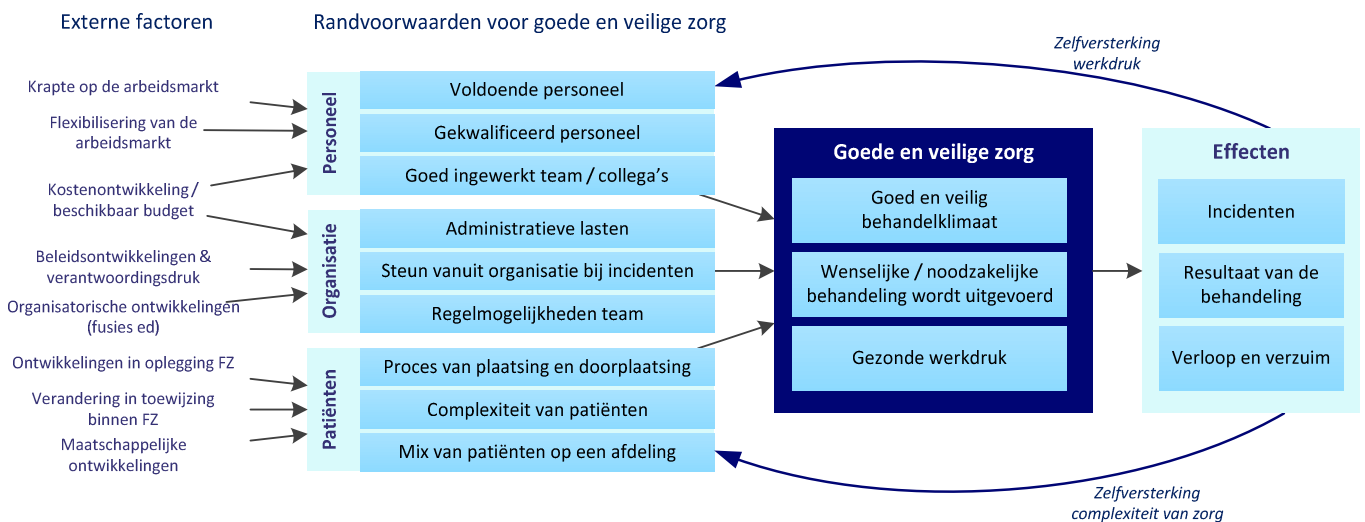 Externe factoren
Randvoorwaarden voor goede en veilige zorg
Krapte op de arbeidsmarkt
Flexibilisering van de
arbeidsmarkt
Kostenontwikkeling /
beschikbaar budget
Beleidsontwikkelingen &
verantwoordingsdruk
Organisatorische ontwikkelingen
(fusies ed)
Ontwikkelingen in oplegging FZ
Verandering in toewijzing
binnen FZ
Maatschappelijke
ontwikkelingen
Personeel
Voldoende personeel
Gekwalificeerd personeel
Goed ingewerkt team / collega's
Organisatie
Administratieve lasten
Steun vanuit organisatie bij incidenten
Regelmogelijkheden team
Patiënten
Proces van plaatsing en doorplaatsing
Complexiteit van patiënten
Mix van patiënten op een afdeling
Zelfversterking
werkdruk
Goede en veilige zorg
Goed en veilig
behandelklimaat
Wenselijke / noodzakelijke
behandeling wordt uitgevoerd
Gezonde werkdruk
Effecten
Incidenten
Resultaat van de
behandeling
Verloop en verzuim
Zelfversterking
complexiteit van zorg